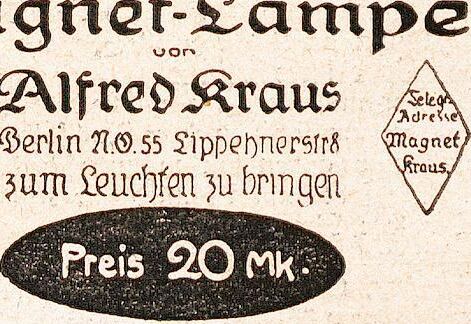 agnet-Lampe
von
Alfred Kraus
Berlin N.O. 55 Lippehnerstr 8
zum Leuchten zu bringen
Preis 20 Mk.
Telegr.
Adresse
Magnet
Kraus